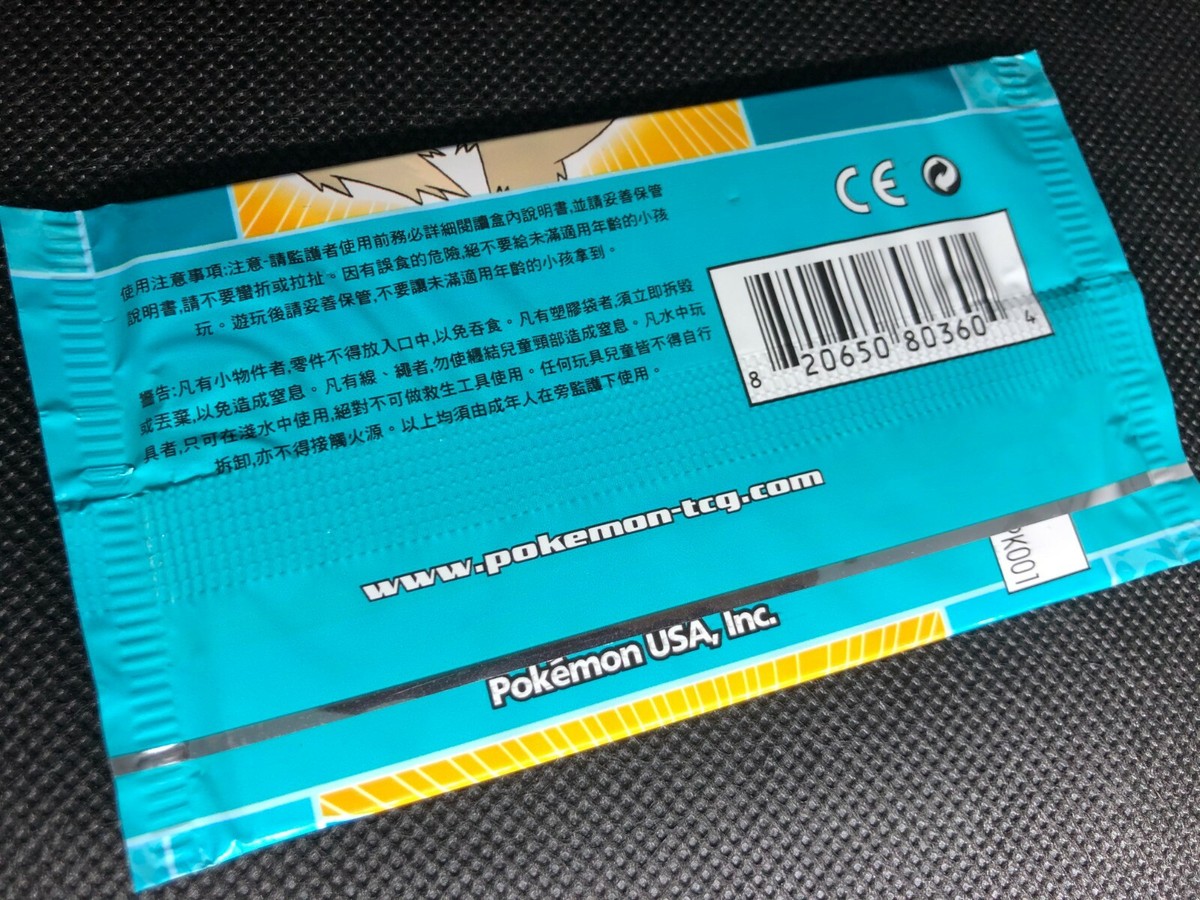 使用注意事項:注意-請監護者使用前務必詳細閱讀盒內說明書,並請妥善保管
說明書,請不要彎折或拉扯。因有誤食的危險,絕不要給未滿適用年齡的小孩
玩。遊玩後請妥善保管,不要讓未滿適用年齡的小孩拿到。
警告:凡有小物件者,零件不得放入口中,以免吞食。凡有塑膠袋者,須立即拆毀
或丟棄,以免造成窒息。凡有線、繩者,勿使纏結兒童頸部造成窒息。凡水中玩
具者,只可在淺水中使用,絕對不可做救生工具使用。任何玩具兒童皆不得自行
拆卸,亦不得接觸火源。以上均須由成年人在旁監護下使用。
CE
8 20650 80360 4
www.pokemon-tcg.com
PK001
Pokémon USA, Inc.